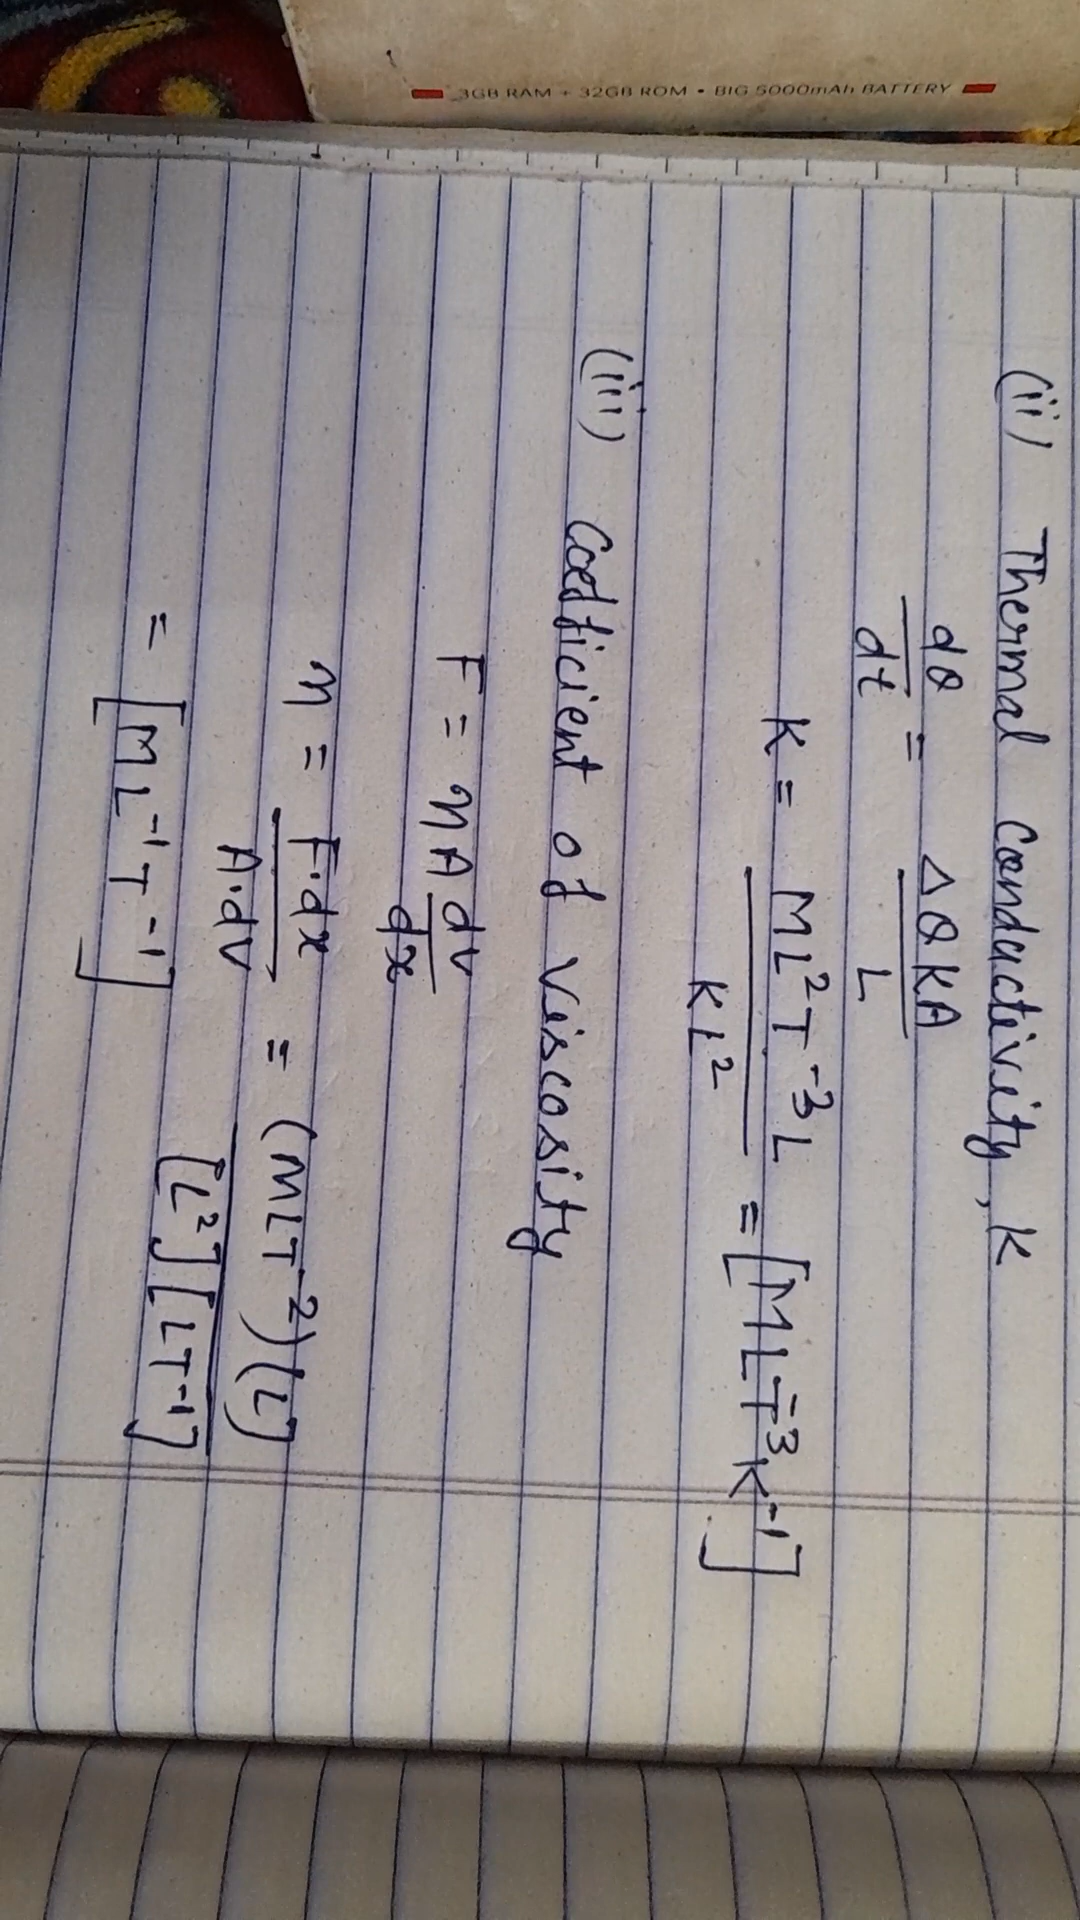 3GB RAM + 32GB ROM • BIG 5000mAh BATTERY
(ii) Thermal conductivity, K
dθ/dt = ΔθKA/L
K = ML²T⁻³L/KL² = [MLT⁻³K⁻¹]
(iii) Coefficient of viscosity
F = ηA dv/dx
η = F·dx/A·dv = (MLT⁻²)(L)/[L²][LT⁻¹]
= [ML⁻¹T⁻¹]